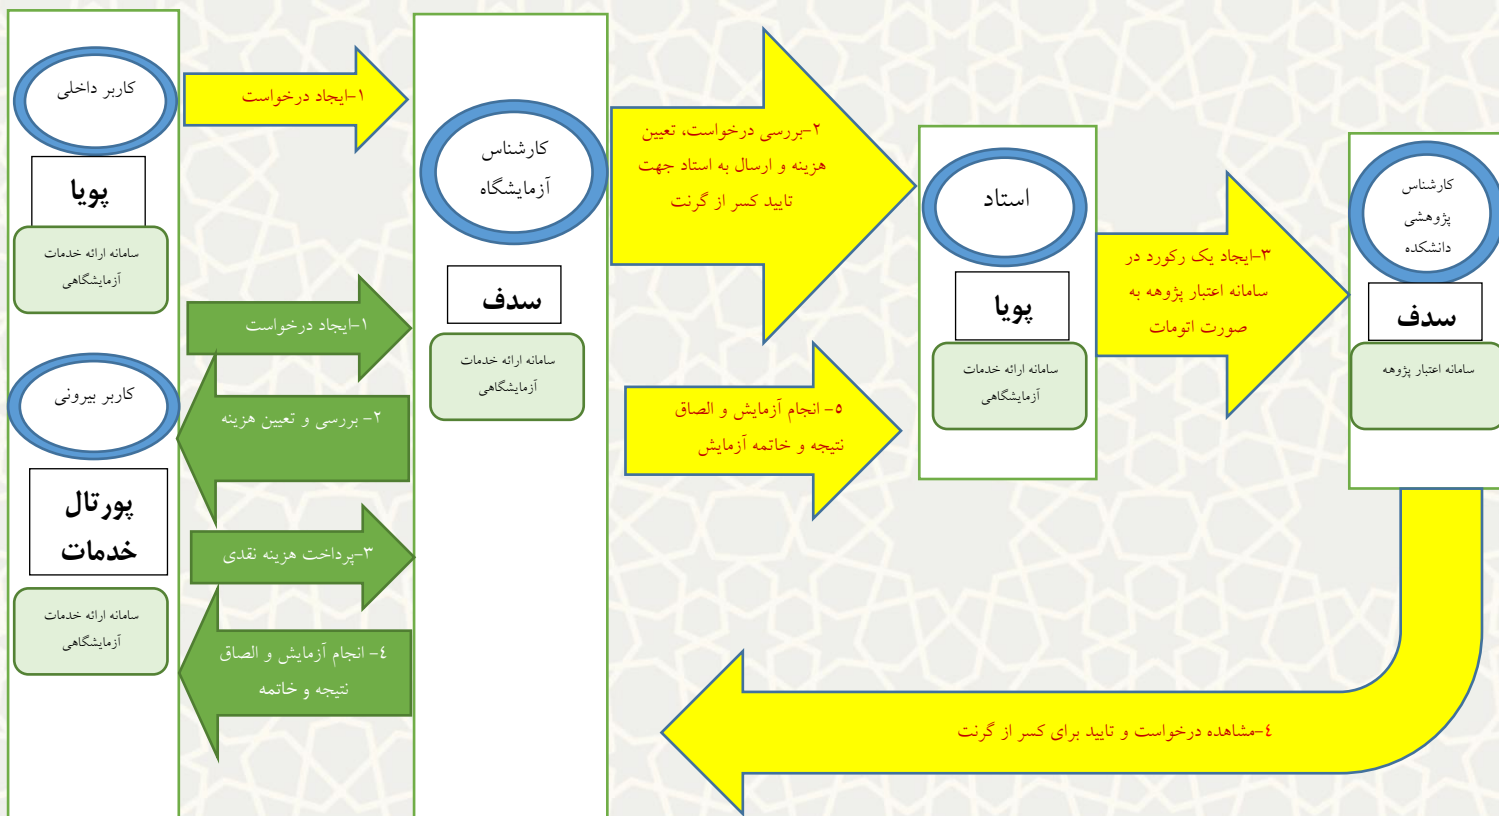 کاربر داخلی
پویا
سامانه ارائه خدمات
آزمایشگاهی
کاربر بیرونی
پورتال
خدمات
سامانه ارائه خدمات
آزمایشگاهی
۱-ایجاد درخواست
۱-ایجاد درخواست
۲- بررسی و تعیین هزینه
۳-پرداخت هزینه نقدی
٤- انجام آزمایش و الصاق
نتیجه و خاتمه
کارشناس
آزمایشگاه
سدف
سامانه ارائه خدمات
آزمایشگاهی
۲-بررسی درخواست، تعیین
هزینه و ارسال به استاد جهت
تایید کسر از گرنت
٥- انجام آزمایش و الصاق
نتیجه و خاتمه آزمایش
استاد
پویا
سامانه ارائه خدمات
آزمایشگاهی
۳-ایجاد یک رکورد در
سامانه اعتبار پژوهه به
صورت اتومات
کارشناس
پژوهشی
دانشکده
سدف
سامانه اعتبار پژوهه
٤-مشاهده درخواست و تایید برای کسر از گرنت